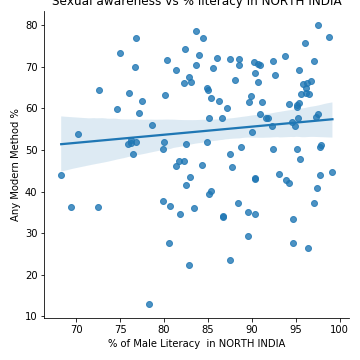 Sexual awareness vs % literacy in NORTH INDIA
80
70
60
50
40
30
20
10
Any Modern Method %
70 75 80 85 90 95 100
% of Male Literacy in NORTH INDIA